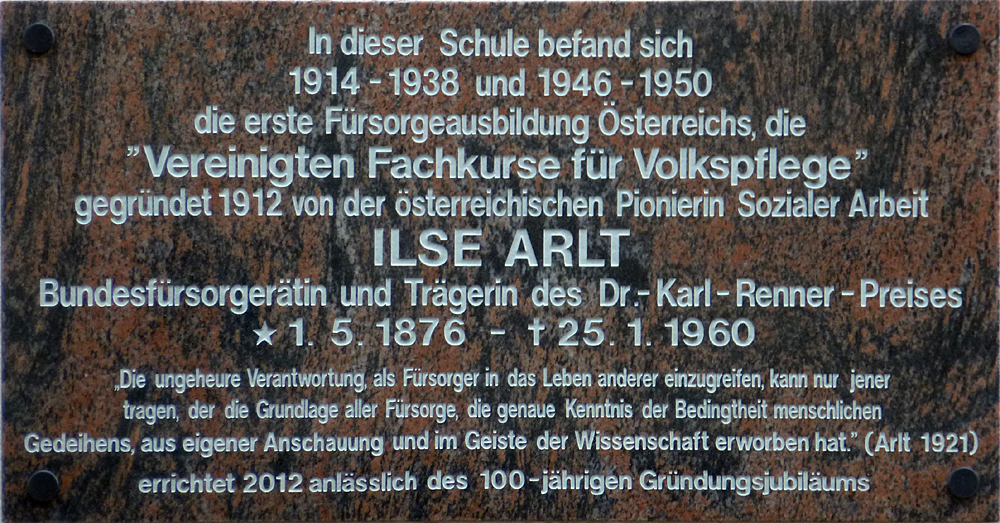 In dieser Schule befand sich
1914 - 1938 und 1946 - 1950
die erste Fürsorgeausbildung Österreichs, die
"Vereinigten Fachkurse für Volkspflege"
gegründet 1912 von der österreichischen Pionierin Sozialer Arbeit
ILSE ARLT
Bundesfürsorgerätin und Trägerin des Dr.-Karl-Renner-Preises
★ 1. 5. 1876 - † 25. 1. 1960
„Die ungeheure Verantwortung, als Fürsorger in das Leben anderer einzugreifen, kann nur jener
tragen, der die Grundlage aller Fürsorge, die genaue Kenntnis der Bedingtheit menschlichen
Gedeihens, aus eigener Anschauung und im Geiste der Wissenschaft erworben hat." (Arlt 1921)
errichtet 2012 anlässlich des 100-jährigen Gründungsjubiläums